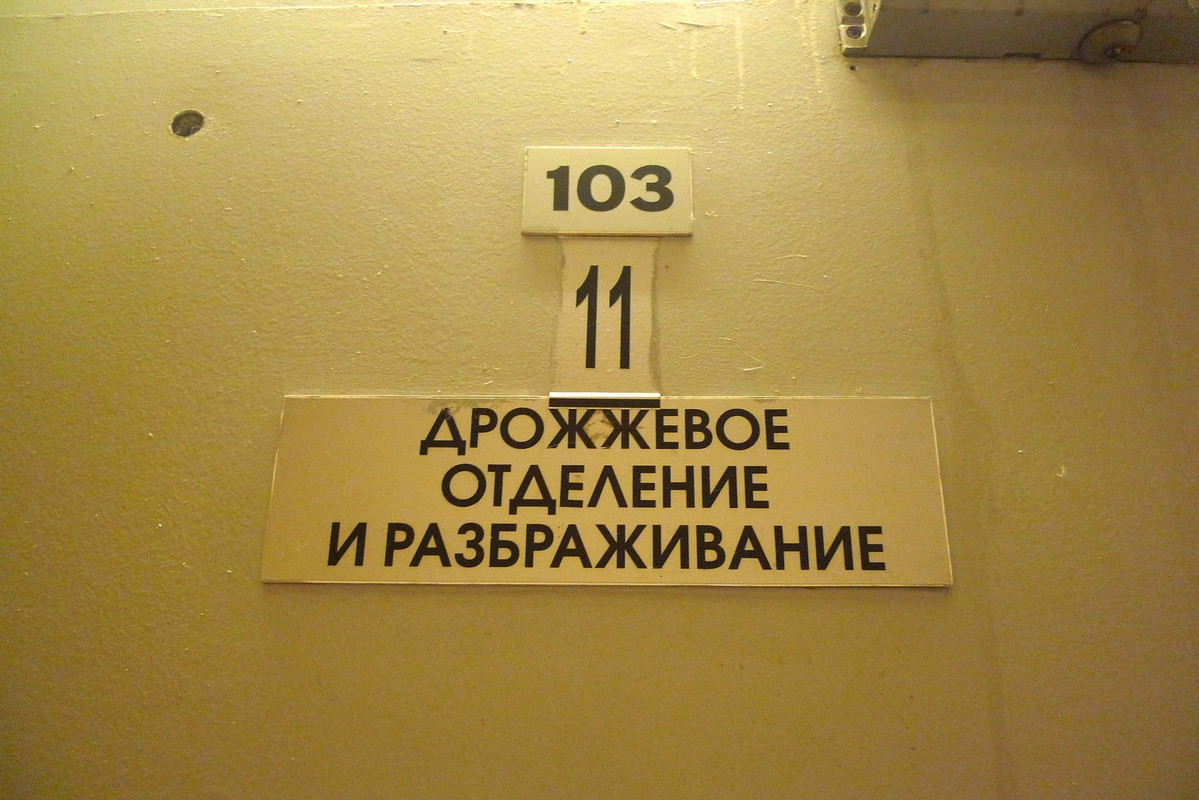 103
11
ДРОЖЖЕВОЕ
ОТДЕЛЕНИЕ
И РАЗБРАЖИВАНИЕ